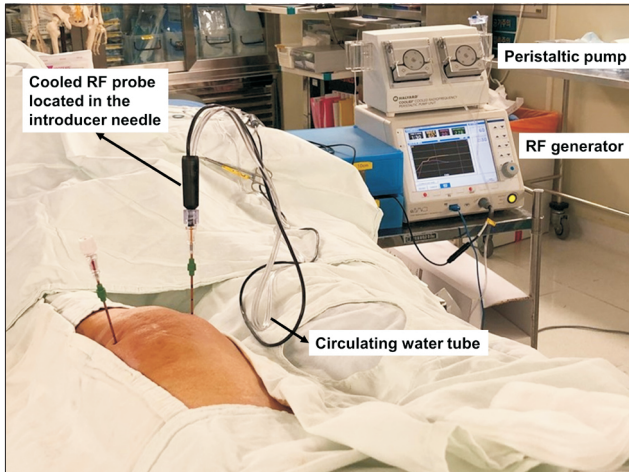 Peristaltic pump
Cooled RF probe
located in the
introducer needle
RF generator
Circulating water tube